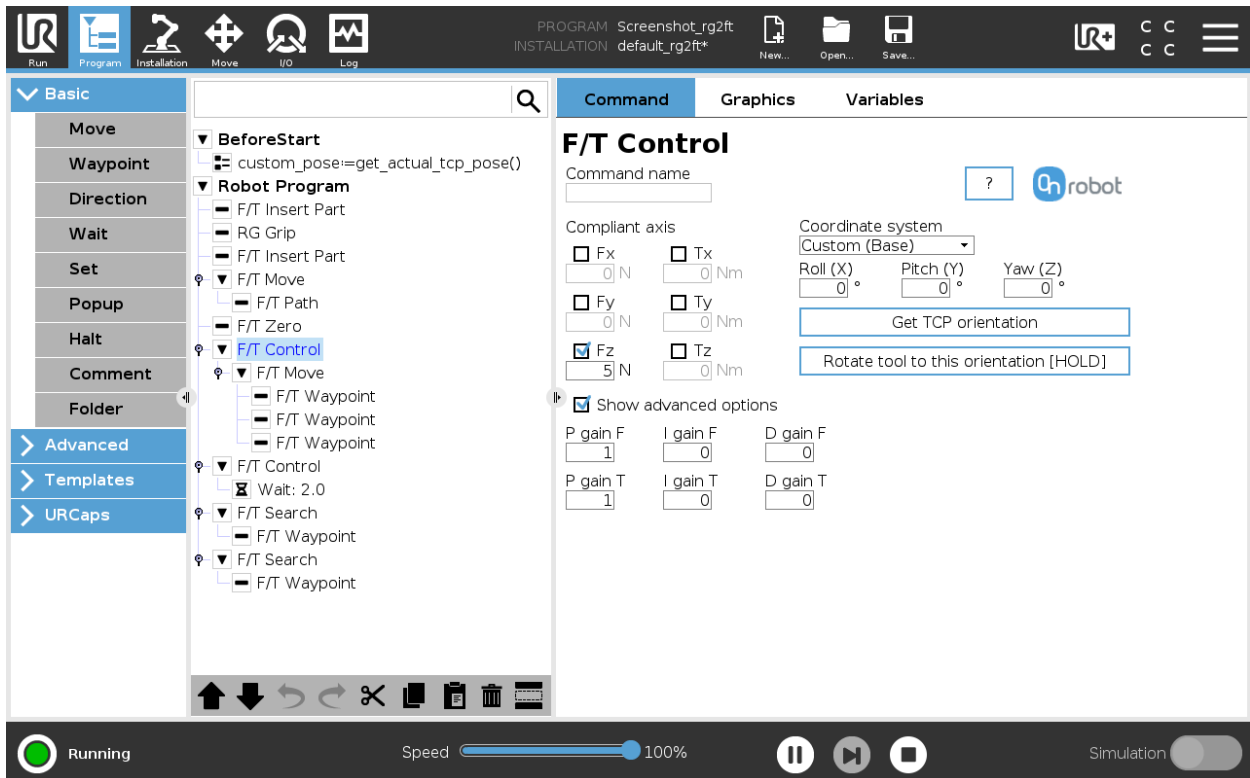 PROGRAM Screenshot_rg2ft
INSTALLATION default_rg2ft*
Run
Program
Installation
Move
I/O
Log
New...
Open...
Save...
UR+
C C
C C
Basic
Move
Waypoint
Direction
Wait
Set
Popup
Halt
Comment
Folder
Advanced
Templates
URCaps
BeforeStart
custom_pose:=get_actual_tcp_pose()
Robot Program
F/T Insert Part
RG Grip
F/T Insert Part
F/T Move
F/T Path
F/T Zero
F/T Control
F/T Move
F/T Waypoint
F/T Waypoint
F/T Waypoint
F/T Control
Wait: 2.0
F/T Search
F/T Waypoint
F/T Search
F/T Waypoint
Command Graphics Variables
F/T Control
Command name
?
On robot
Compliant axis
Fx Tx
0 N 0 Nm
Fy Ty
0 N 0 Nm
Fz Tz
5 N 0 Nm
Coordinate system
Custom (Base)
Roll (X) Pitch (Y) Yaw (Z)
0 ° 0 ° 0 °
Get TCP orientation
Rotate tool to this orientation [HOLD]
Show advanced options
P gain F I gain F D gain F
1 0 0
P gain T I gain T D gain T
1 0 0
Running
Speed 100%
Simulation